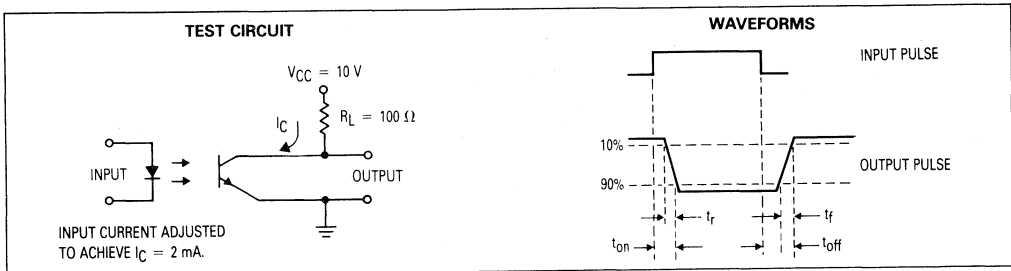 TEST CIRCUIT
VCC = 10 V
RL = 100 Ω
IC
INPUT
OUTPUT
INPUT CURRENT ADJUSTED
TO ACHIEVE IC = 2 mA.
WAVEFORMS
INPUT PULSE
10%
OUTPUT PULSE
90%
tr
tf
ton
toff